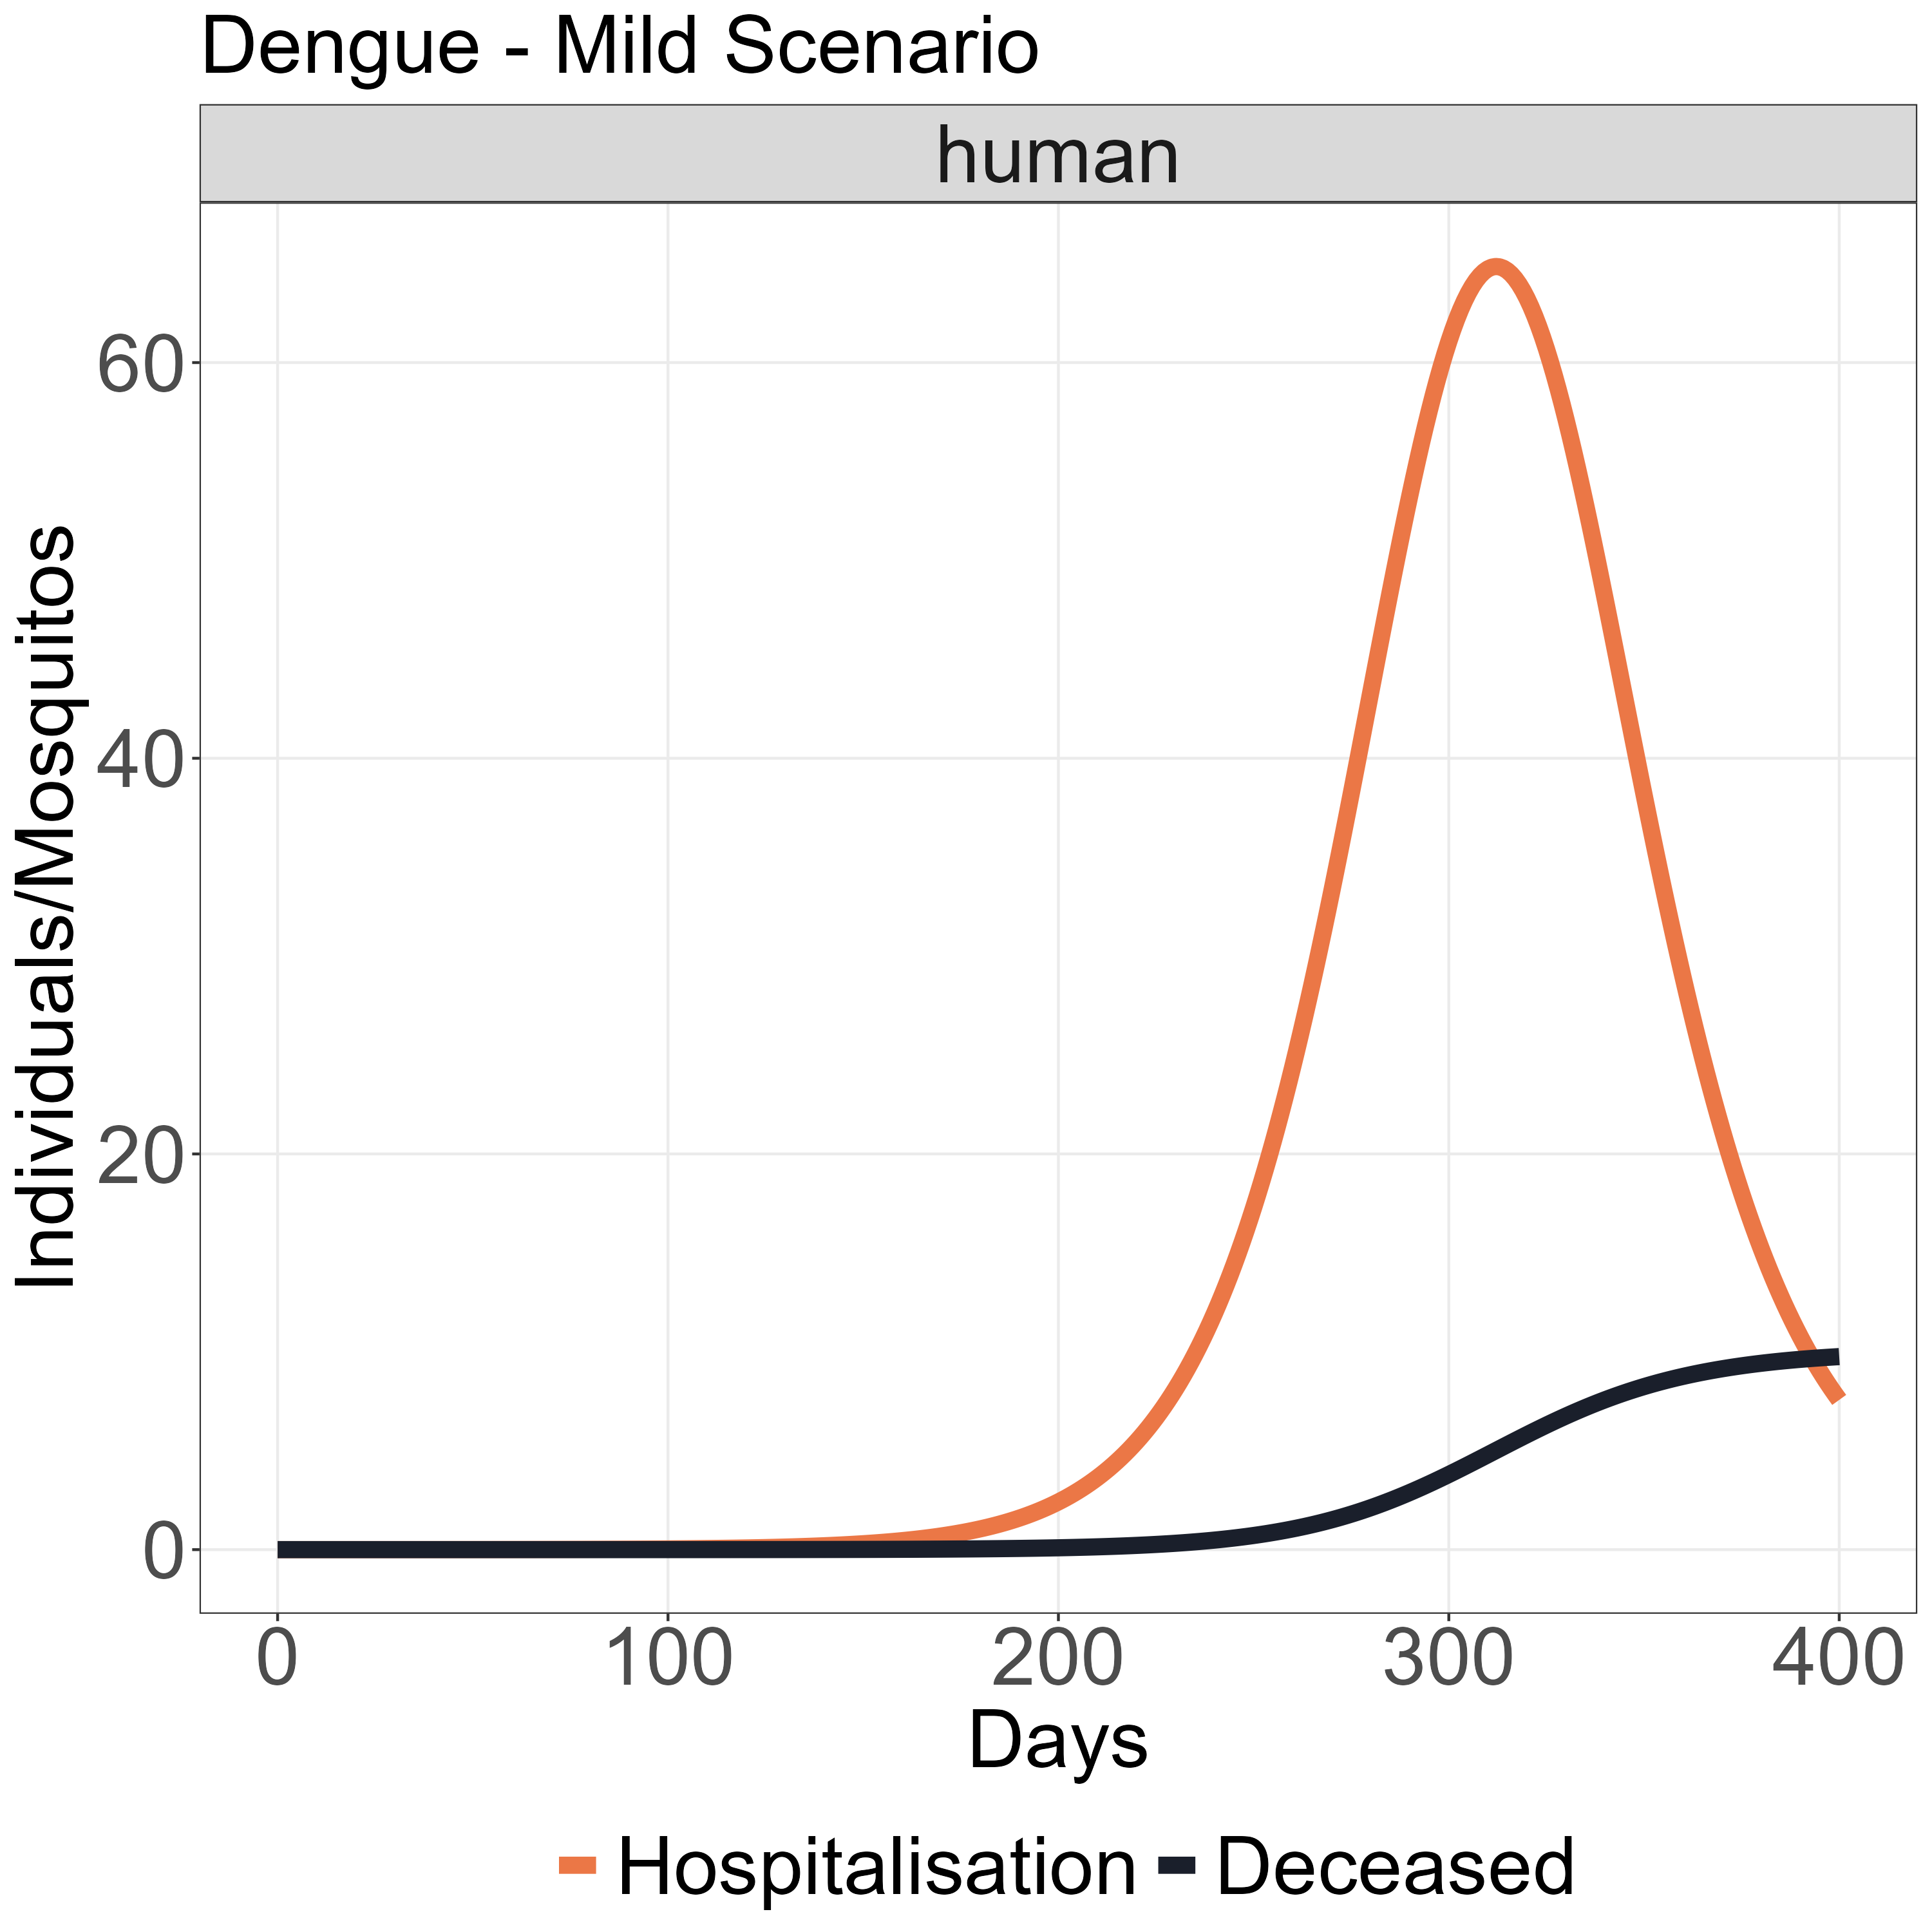 Dengue - Mild Scenario
human
Individuals/Mosquitos
60
40
20
0
0 100 200 300 400
Days
Hospitalisation Deceased